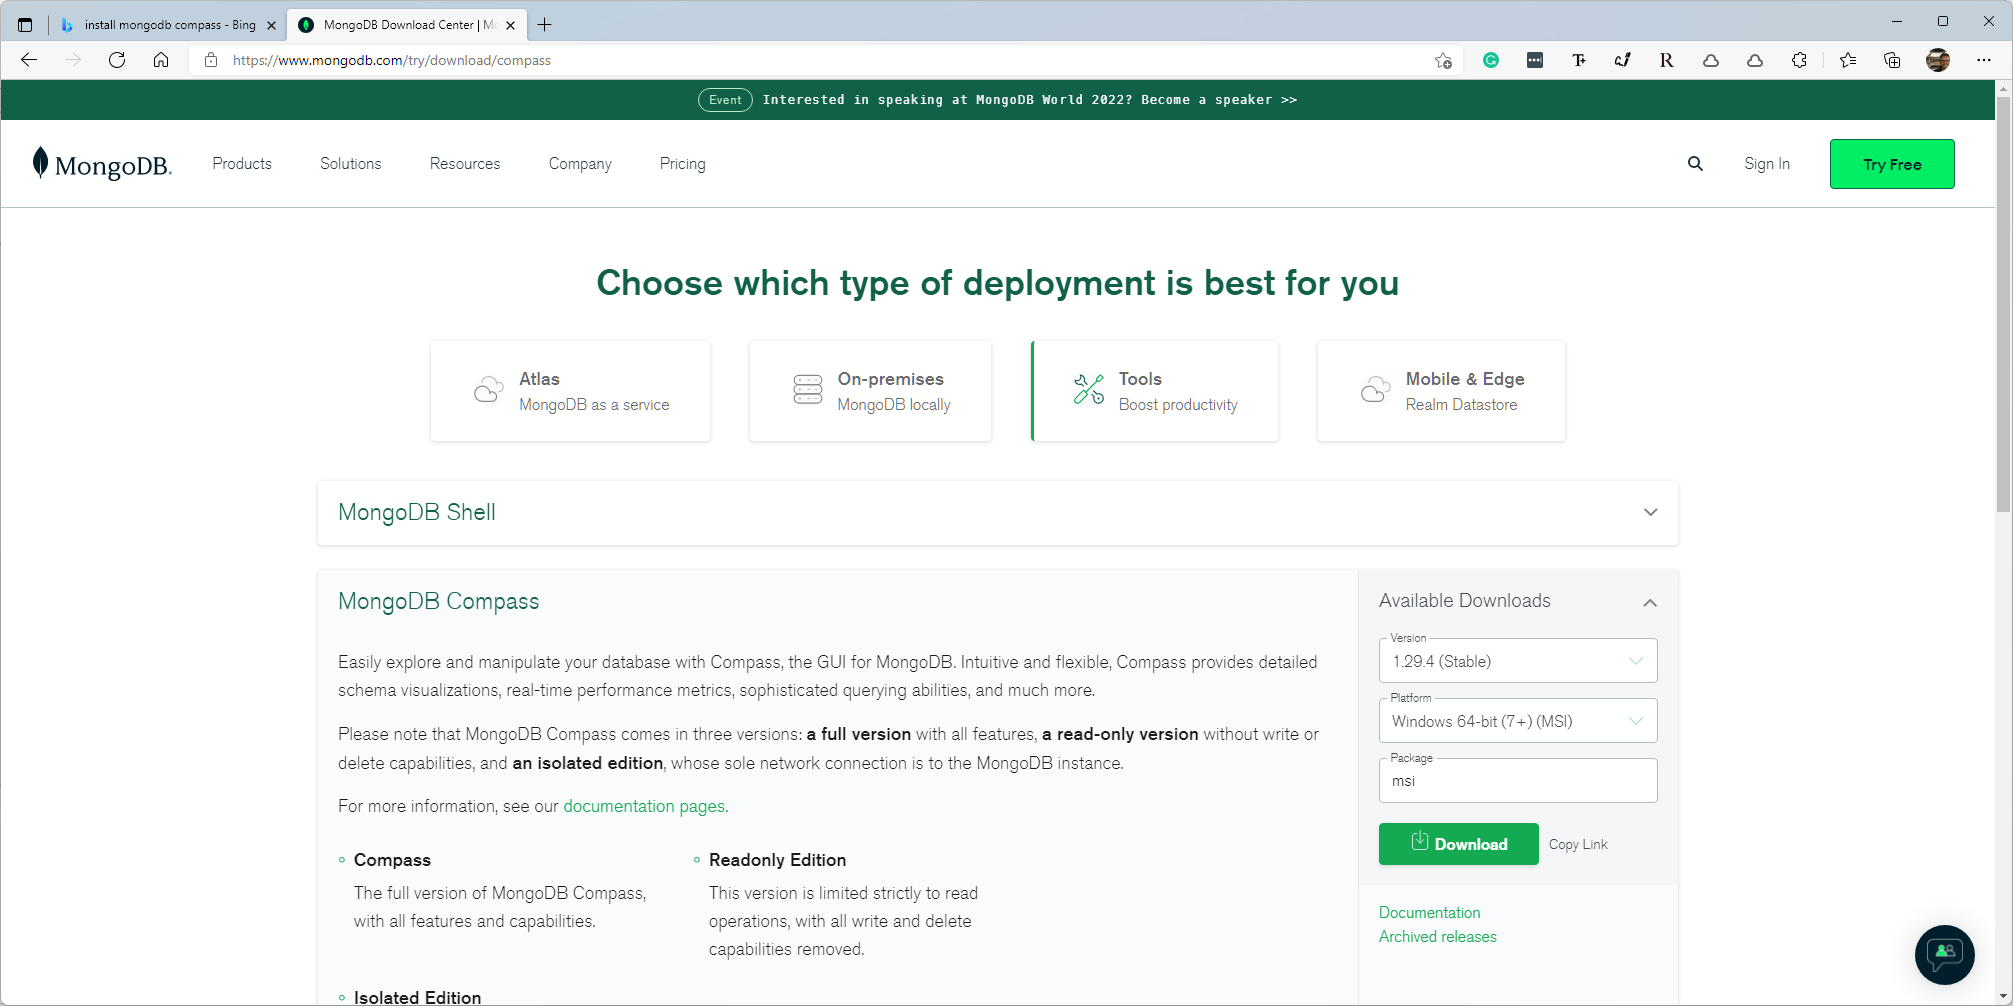 install mongodb compass - Bing
MongoDB Download Center | M
https://www.mongodb.com/try/download/compass
Event Interested in speaking at MongoDB World 2022? Become a speaker >>
MongoDB.
Products
Solutions
Resources
Company
Pricing
Sign In
Try Free
Choose which type of deployment is best for you
Atlas
MongoDB as a service
On-premises
MongoDB locally
Tools
Boost productivity
Mobile & Edge
Realm Datastore
MongoDB Shell
MongoDB Compass
Easily explore and manipulate your database with Compass, the GUI for MongoDB. Intuitive and flexible, Compass provides detailed
schema visualizations, real-time performance metrics, sophisticated querying abilities, and much more.
Please note that MongoDB Compass comes in three versions: a full version with all features, a read-only version without write or
delete capabilities, and an isolated edition, whose sole network connection is to the MongoDB instance.
For more information, see our documentation pages.
Compass
The full version of MongoDB Compass,
with all features and capabilities.
Readonly Edition
This version is limited strictly to read
operations, with all write and delete
capabilities removed.
Isolated Edition
Available Downloads
Version
1.29.4 (Stable)
Platform
Windows 64-bit (7+) (MSI)
Package
msi
Download
Copy Link
Documentation
Archived releases